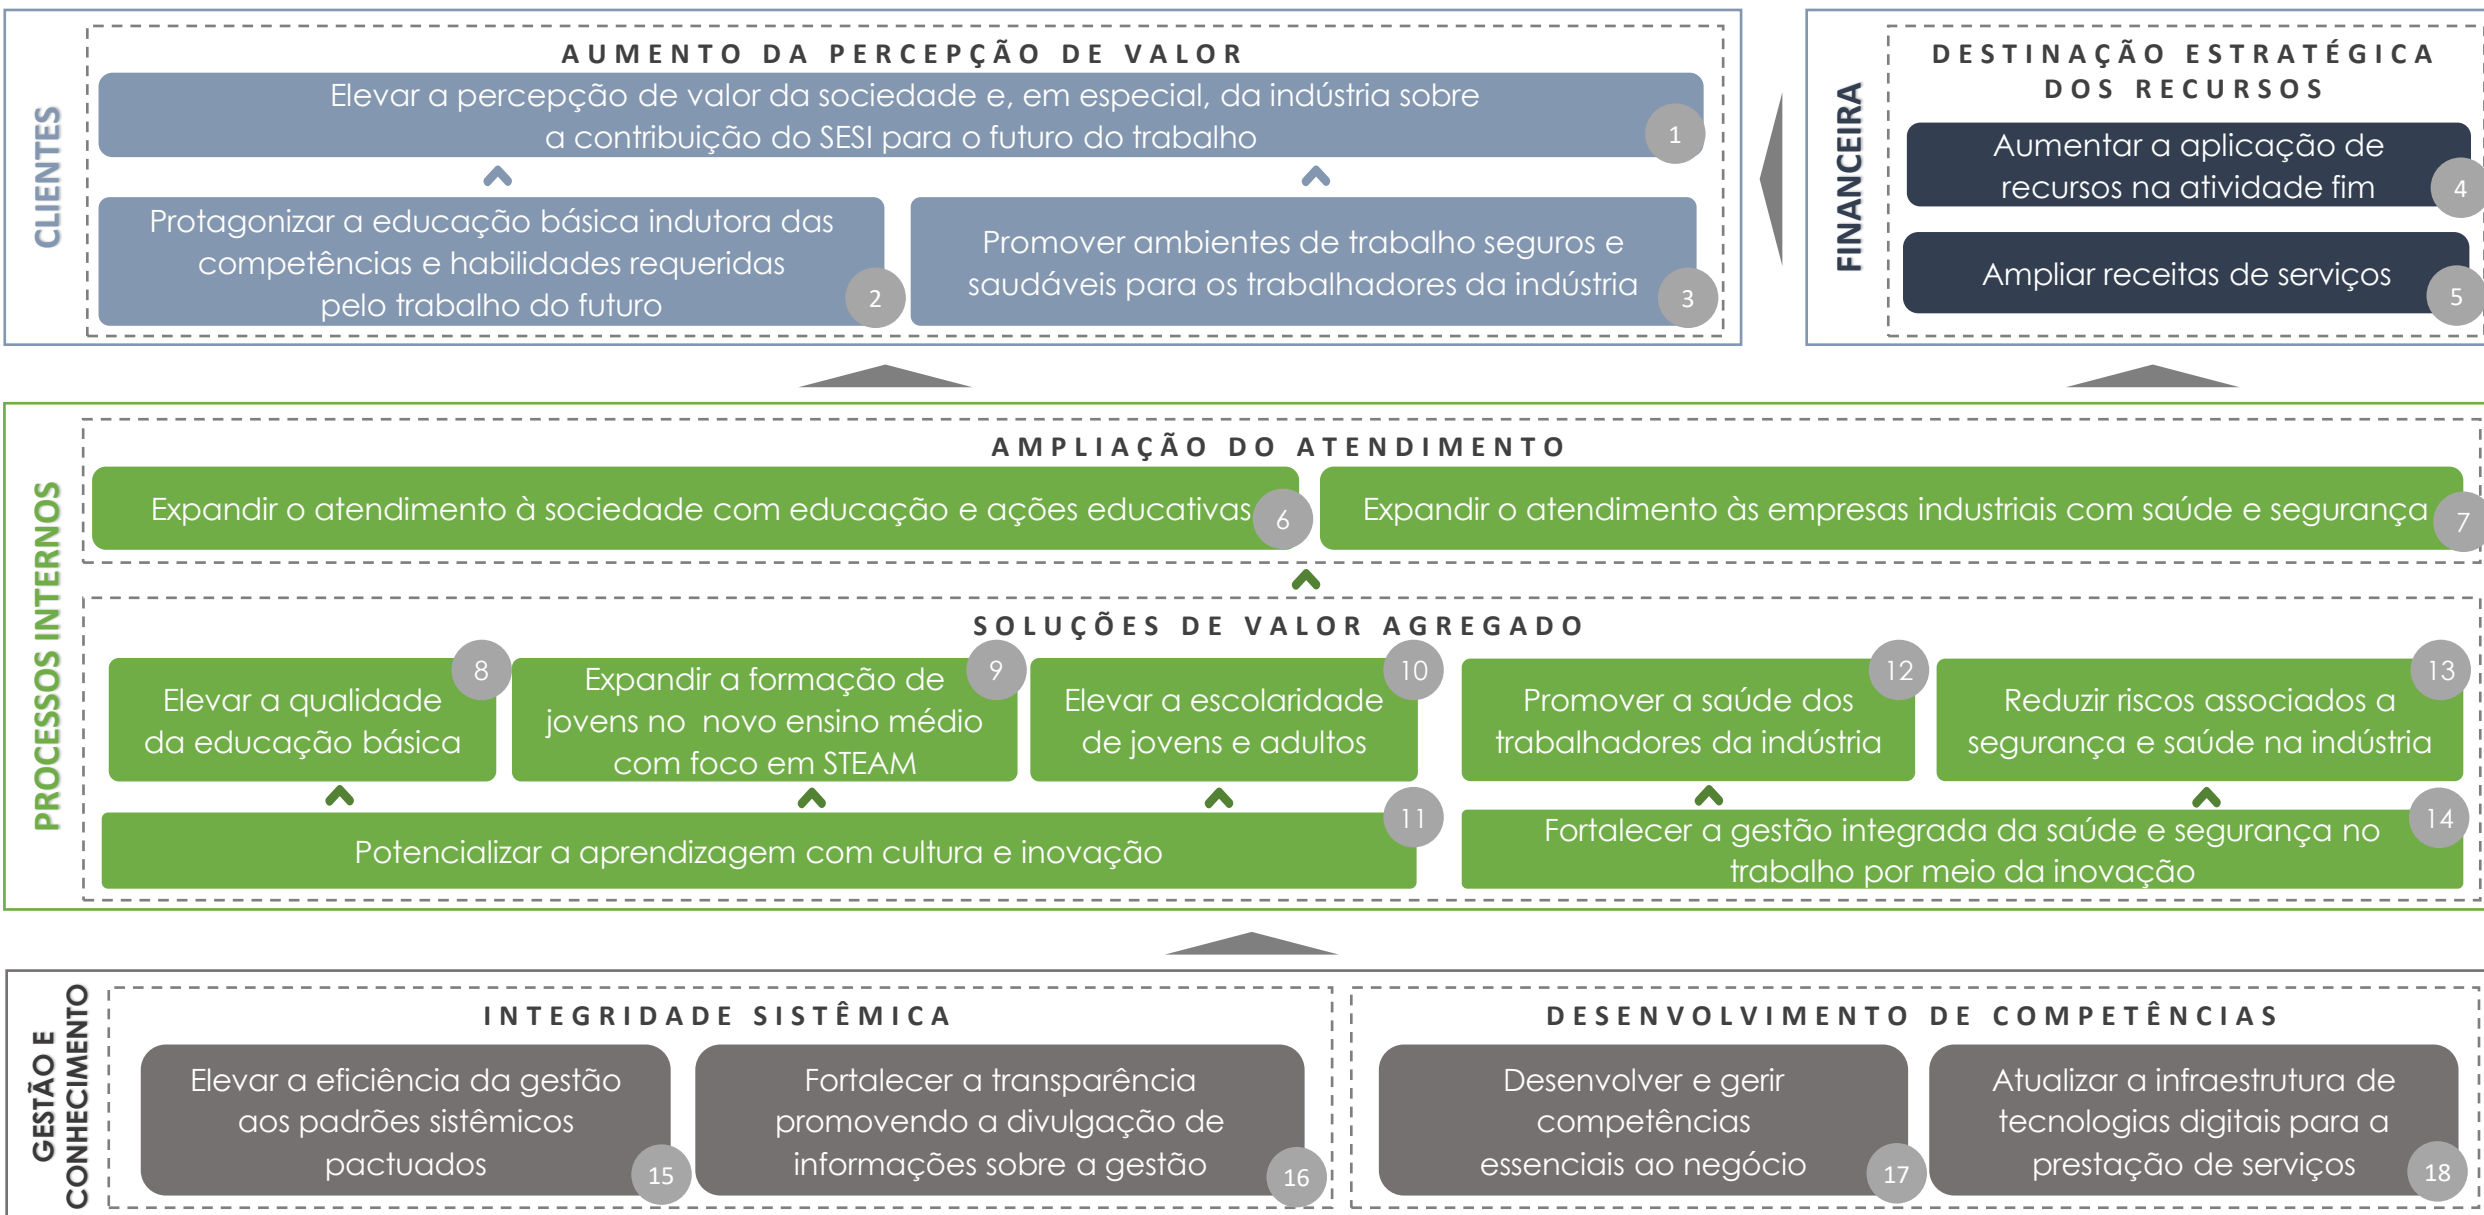 CLIENTES
AUMENTO DA PERCEPÇÃO DE VALOR
Elevar a percepção de valor da sociedade e, em especial, da indústria sobre
a contribuição do SESI para o futuro do trabalho
1
Protagonizar a educação básica indutora das
competências e habilidades requeridas
pelo trabalho do futuro
2
Promover ambientes de trabalho seguros e
saudáveis para os trabalhadores da indústria
3
FINANCEIRA
DESTINAÇÃO ESTRATÉGICA
DOS RECURSOS
Aumentar a aplicação de
recursos na atividade fim
4
Ampliar receitas de serviços
5
PROCESSOS INTERNOS
AMPLIAÇÃO DO ATENDIMENTO
Expandir o atendimento à sociedade com educação e ações educativas
6
Expandir o atendimento às empresas industriais com saúde e segurança
7
SOLUÇÕES DE VALOR AGREGADO
Elevar a qualidade
da educação básica
8
Expandir a formação de
jovens no novo ensino médio
com foco em STEAM
9
Elevar a escolaridade
de jovens e adultos
10
Promover a saúde dos
trabalhadores da indústria
12
Reduzir riscos associados a
segurança e saúde na indústria
13
Potencializar a aprendizagem com cultura e inovação
11
Fortalecer a gestão integrada da saúde e segurança no
trabalho por meio da inovação
14
GESTÃO E
CONHECIMENTO
INTEGRIDADE SISTÊMICA
Elevar a eficiência da gestão
aos padrões sistêmicos
pactuados
15
Fortalecer a transparência
promovendo a divulgação de
informações sobre a gestão
16
DESENVOLVIMENTO DE COMPETÊNCIAS
Desenvolver e gerir
competências
essenciais ao negócio
17
Atualizar a infraestrutura de
tecnologias digitais para a
prestação de serviços
18